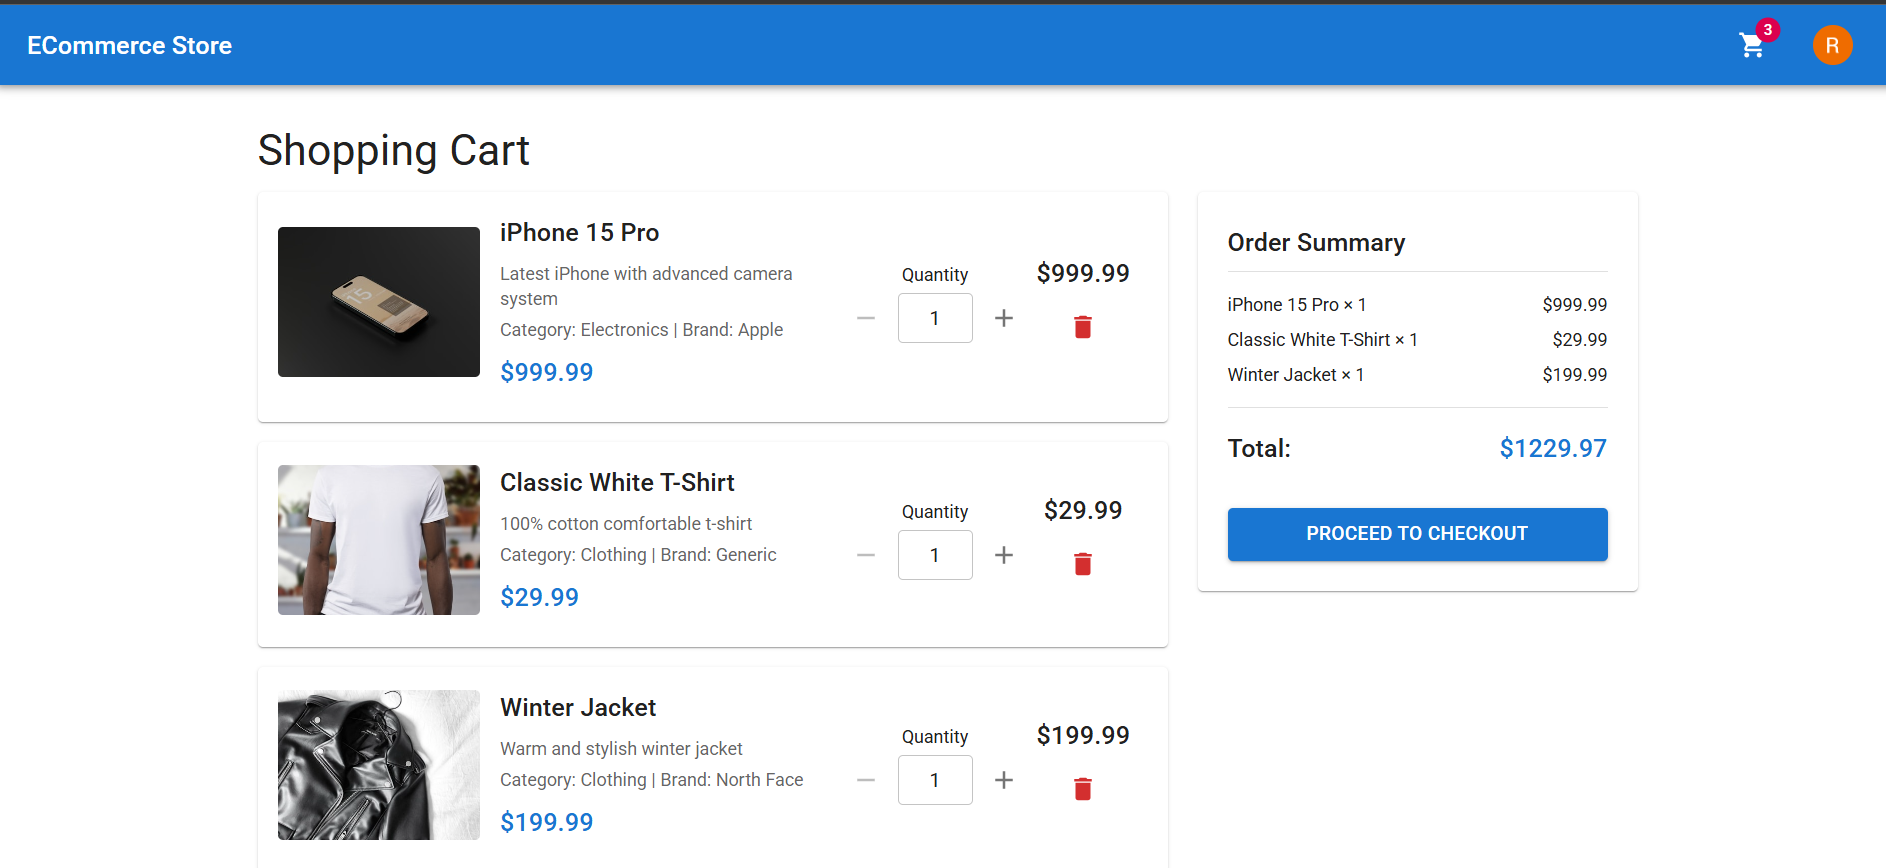 ECommerce Store
3
R
Shopping Cart
iPhone 15 Pro
Latest iPhone with advanced camera
system
Category: Electronics | Brand: Apple
$999.99
Quantity
1
$999.99
Classic White T-Shirt
100% cotton comfortable t-shirt
Category: Clothing | Brand: Generic
$29.99
Quantity
1
$29.99
Winter Jacket
Warm and stylish winter jacket
Category: Clothing | Brand: North Face
$199.99
Quantity
1
$199.99
Order Summary
iPhone 15 Pro × 1 $999.99
Classic White T-Shirt × 1 $29.99
Winter Jacket × 1 $199.99
Total: $1229.97
PROCEED TO CHECKOUT